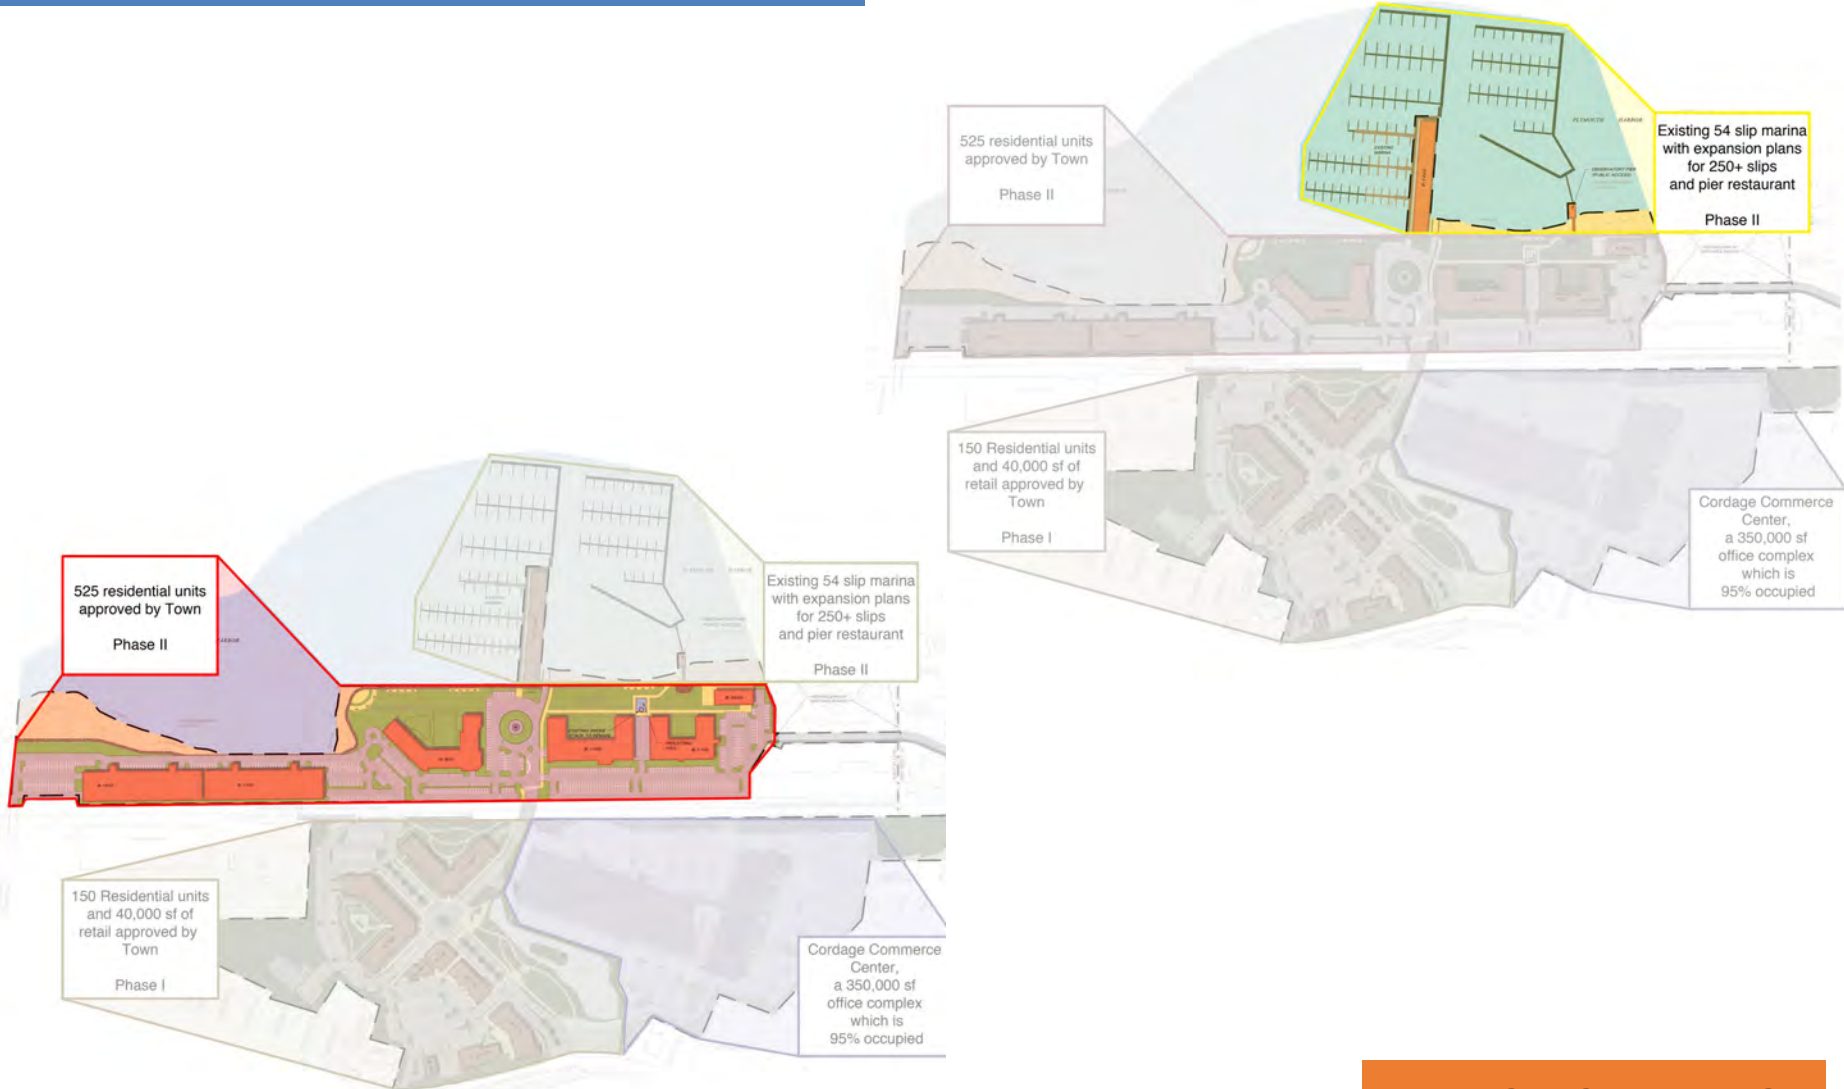 525 residential units
approved by Town
Phase II
PLYMOUTH HARBOR
Existing 54 slip marina
with expansion plans
for 250+ slips
and pier restaurant
Phase II
150 Residential units
and 40,000 sf of
retail approved by
Town
Phase I
Cordage Commerce
Center,
a 350,000 sf
office complex
which is
95% occupied
525 residential units
approved by Town
Phase II
HARBOR
Existing 54 slip marina
with expansion plans
for 250+ slips
and pier restaurant
Phase II
150 Residential units
and 40,000 sf of
retail approved by
Town
Phase I
Cordage Commerce
Center,
a 350,000 sf
office complex
which is
95% occupied